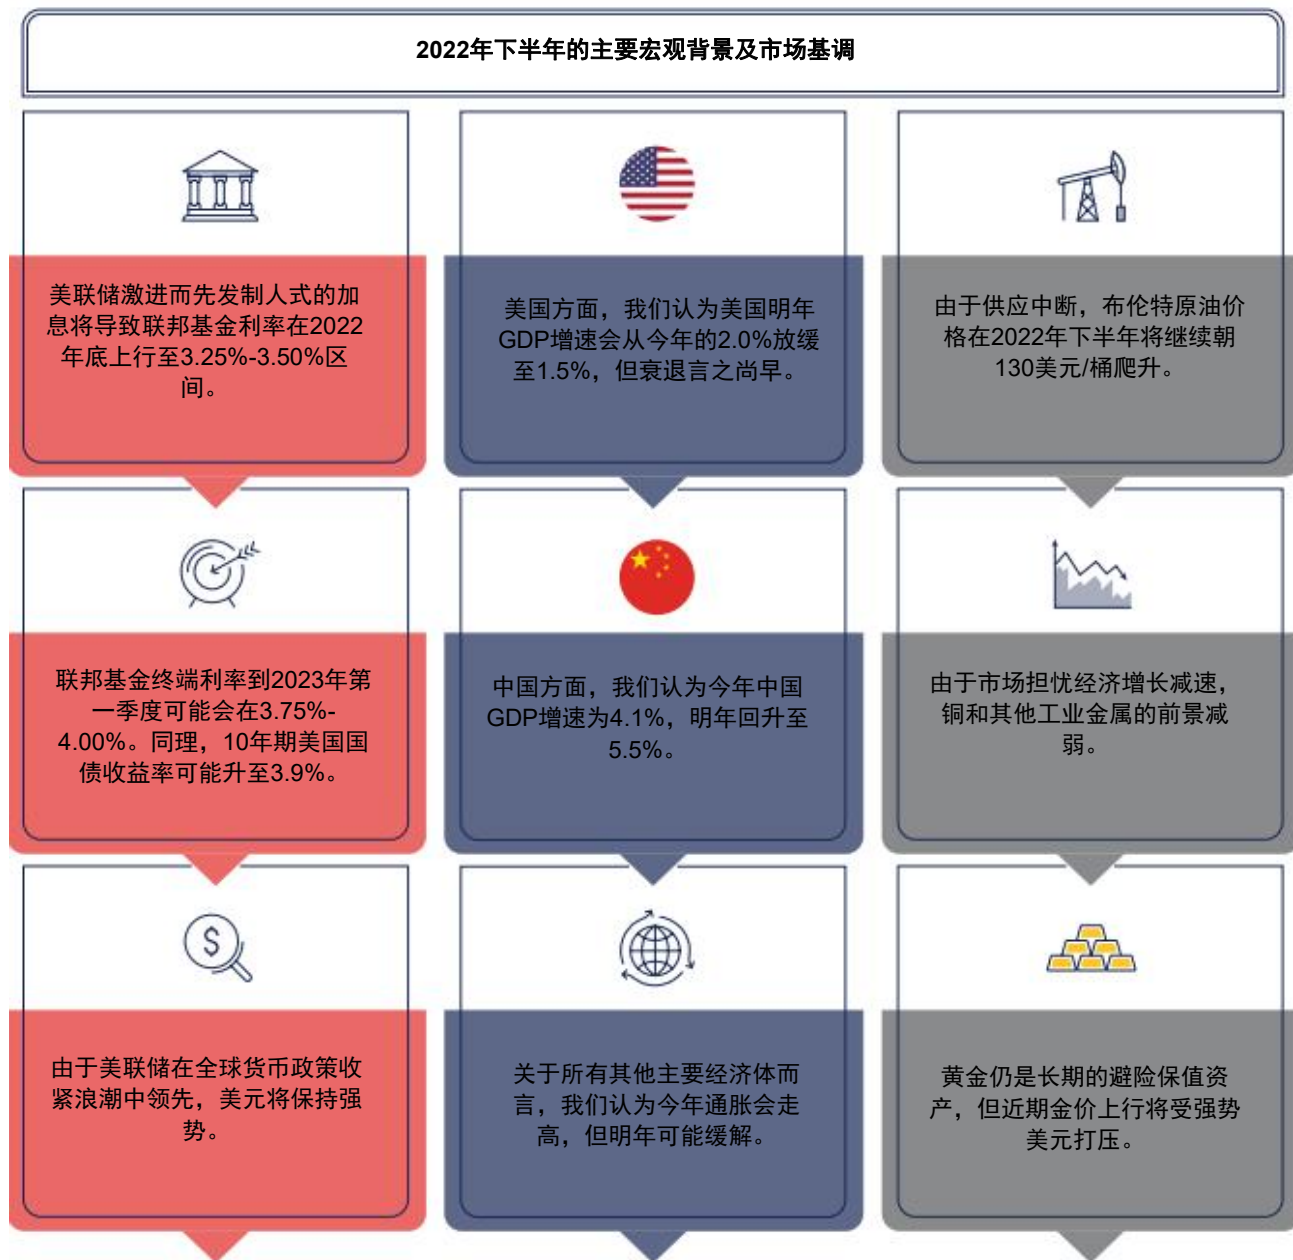 2022年下半年的主要宏观背景及市场基调
美联储激进而先发制人式的加
息将导致联邦基金利率在2022
年底上行至3.25%-3.50%区
间。
美国方面，我们认为美国明年
GDP增速会从今年的2.0%放缓
至1.5%，但衰退言之尚早。
由于供应中断，布伦特原油价
格在2022年下半年将继续朝
130美元/桶爬升。
联邦基金终端利率到2023年第
一季度可能会在3.75%-
4.00%。同理，10年期美国国
债收益率可能升至3.9%。
中国方面，我们认为今年中国
GDP增速为4.1%，明年回升至
5.5%。
由于市场担忧经济增长减速，
铜和其他工业金属的前景减
弱。
由于美联储在全球货币政策收
紧浪潮中领先，美元将保持强
势。
关于所有其他主要经济体而
言，我们认为今年通胀会走
高，但明年可能缓解。
黄金仍是长期的避险保值资
产，但近期金价上行将受强势
美元打压。